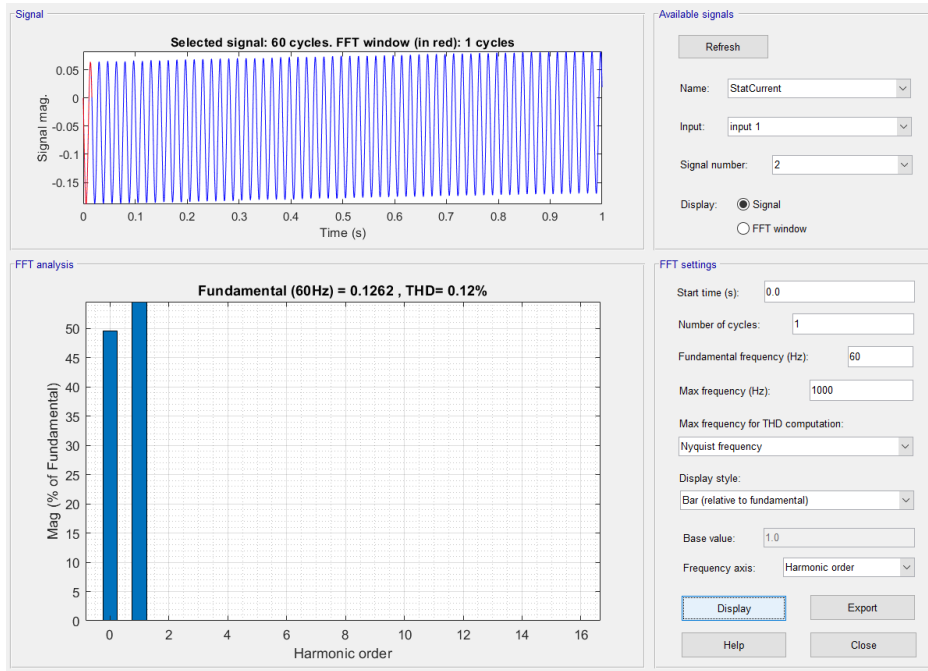 Signal
Selected signal: 60 cycles. FFT window (in red): 1 cycles
0.05
0
-0.05
-0.1
-0.15
Signal mag.
0 0.1 0.2 0.3 0.4 0.5 0.6 0.7 0.8 0.9 1
Time (s)
Available signals
Refresh
Name: StatCurrent
Input: input 1
Signal number: 2
Display: Signal
FFT window
FFT analysis
Fundamental (60Hz) = 0.1262 , THD= 0.12%
50
45
40
35
30
25
20
15
10
5
0
Mag (% of Fundamental)
0 2 4 6 8 10 12 14 16
Harmonic order
FFT settings
Start time (s): 0.0
Number of cycles: 1
Fundamental frequency (Hz): 60
Max frequency (Hz): 1000
Max frequency for THD computation:
Nyquist frequency
Display style:
Bar (relative to fundamental)
Base value: 1.0
Frequency axis: Harmonic order
Display Export
Help Close